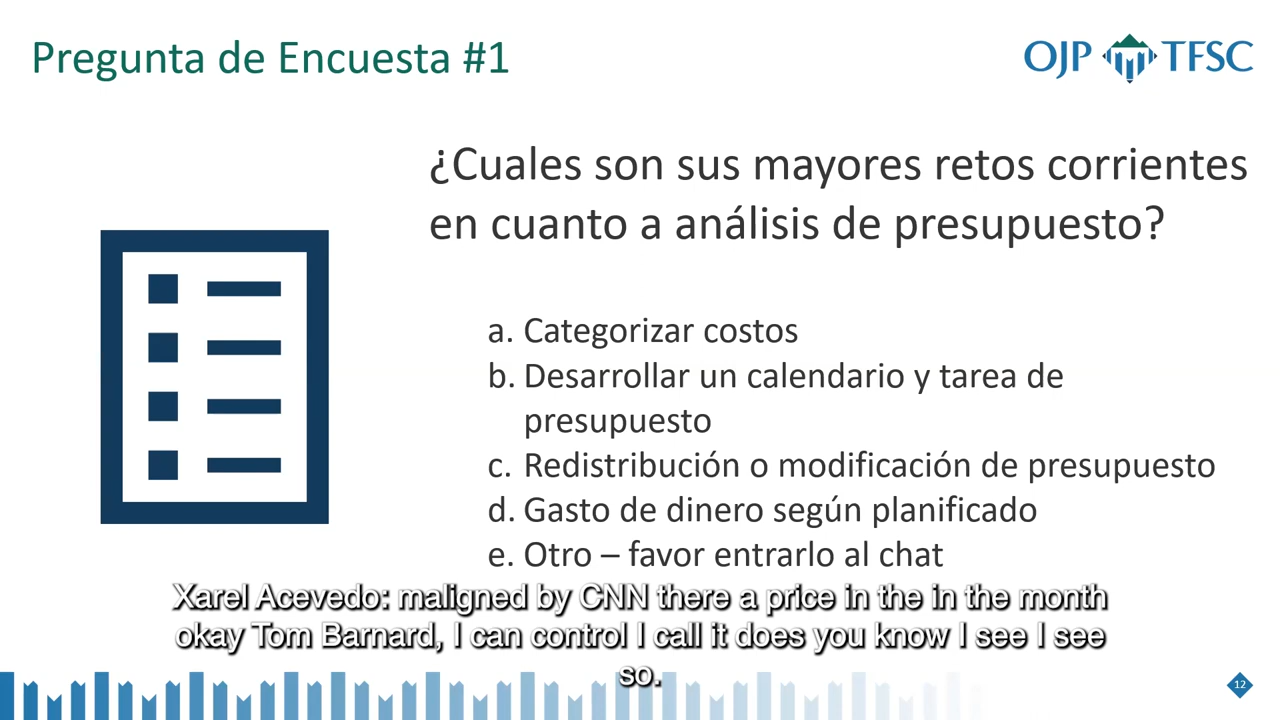 Pregunta de Encuesta #1
OJP TFSC
¿Cuales son sus mayores retos corrientes
en cuanto a análisis de presupuesto?
a. Categorizar costos
b. Desarrollar un calendario y tarea de
presupuesto
c. Redistribución o modificación de presupuesto
d. Gasto de dinero según planificado
e. Otro – favor entrarlo al chat
Xarel Acevedo: maligned by CNN there a price in the in the month
okay Tom Barnard, I can control I call it does you know I see I see
so.
12